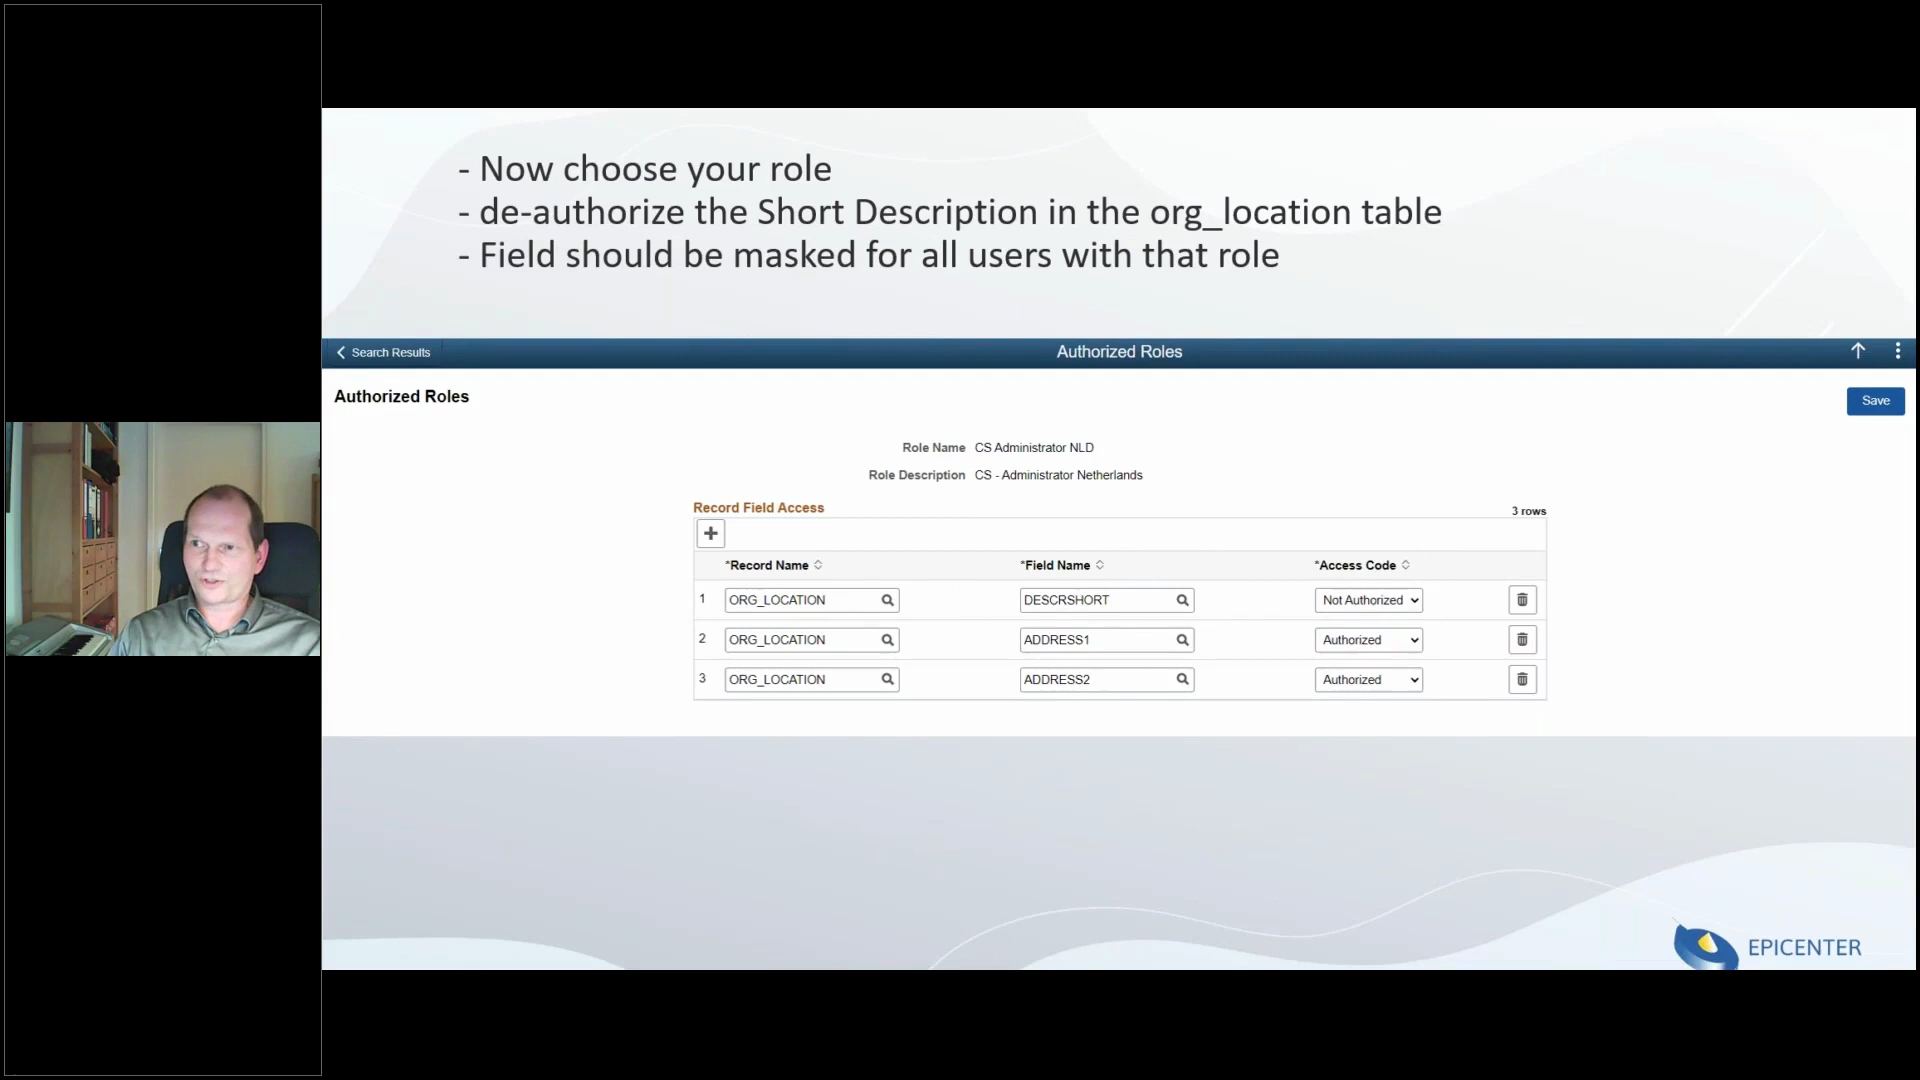 - Now choose your role
- de-authorize the Short Description in the org_location table
- Field should be masked for all users with that role
Search Results
Authorized Roles
Authorized Roles
Save
Role Name CS Administrator NLD
Role Description CS - Administrator Netherlands
Record Field Access
3 rows
*Record Name *Field Name *Access Code
1 ORG_LOCATION DESCRSHORT Not Authorized
2 ORG_LOCATION ADDRESS1 Authorized
3 ORG_LOCATION ADDRESS2 Authorized
EPICENTER